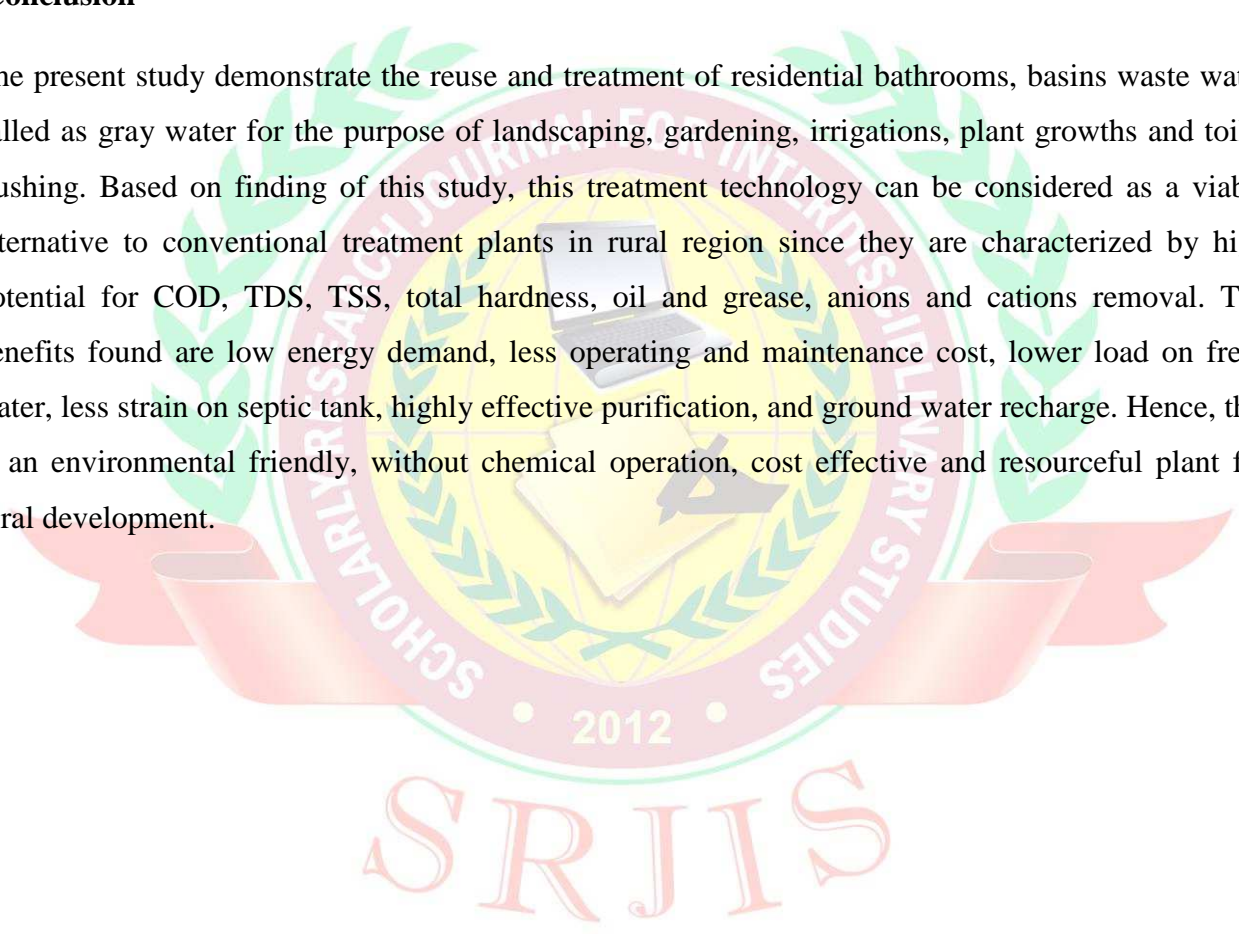 onclusion
ne present study demonstrate the reuse and treatment of residential bathrooms, basins waste wat
alled as gray water for the purpose of landscaping, gardening, irrigations, plant growths and toi
ushing. Based on finding of this study, this treatment technology can be considered as a viab
ternative to conventional treatment plants in rural region since they are characterized by hi
otential for COD, TDS, TSS, total hardness, oil and grease, anions and cations removal. T
enefits found are low energy demand, less operating and maintenance cost, lower load on fre
ater, less strain on septic tank, highly effective purification, and ground water recharge. Hence, th
an environmental friendly, without chemical operation, cost effective and resourceful plant f
ral development.
SCHOLARLY RESEARCH JOURNAL FOR INTERDISCIPLINARY STUDIES
• 2012 •
SRJIS